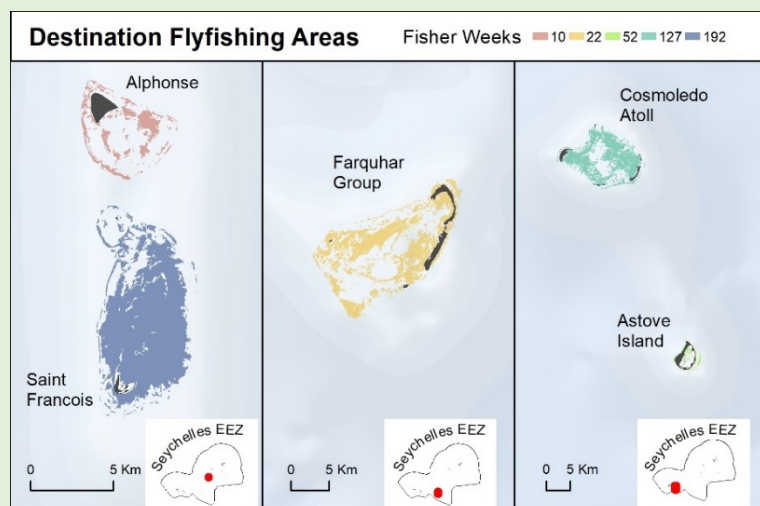 Destination Flyfishing Areas
Fisher Weeks 10 22 52 127 192
Alphonse
Saint
Francois
0 5 Km
Seychelles EEZ
Farquhar
Group
0 5 Km
Seychelles EEZ
Cosmoledo
Atoll
Astove
Island
0 5 Km
Seychelles EEZ